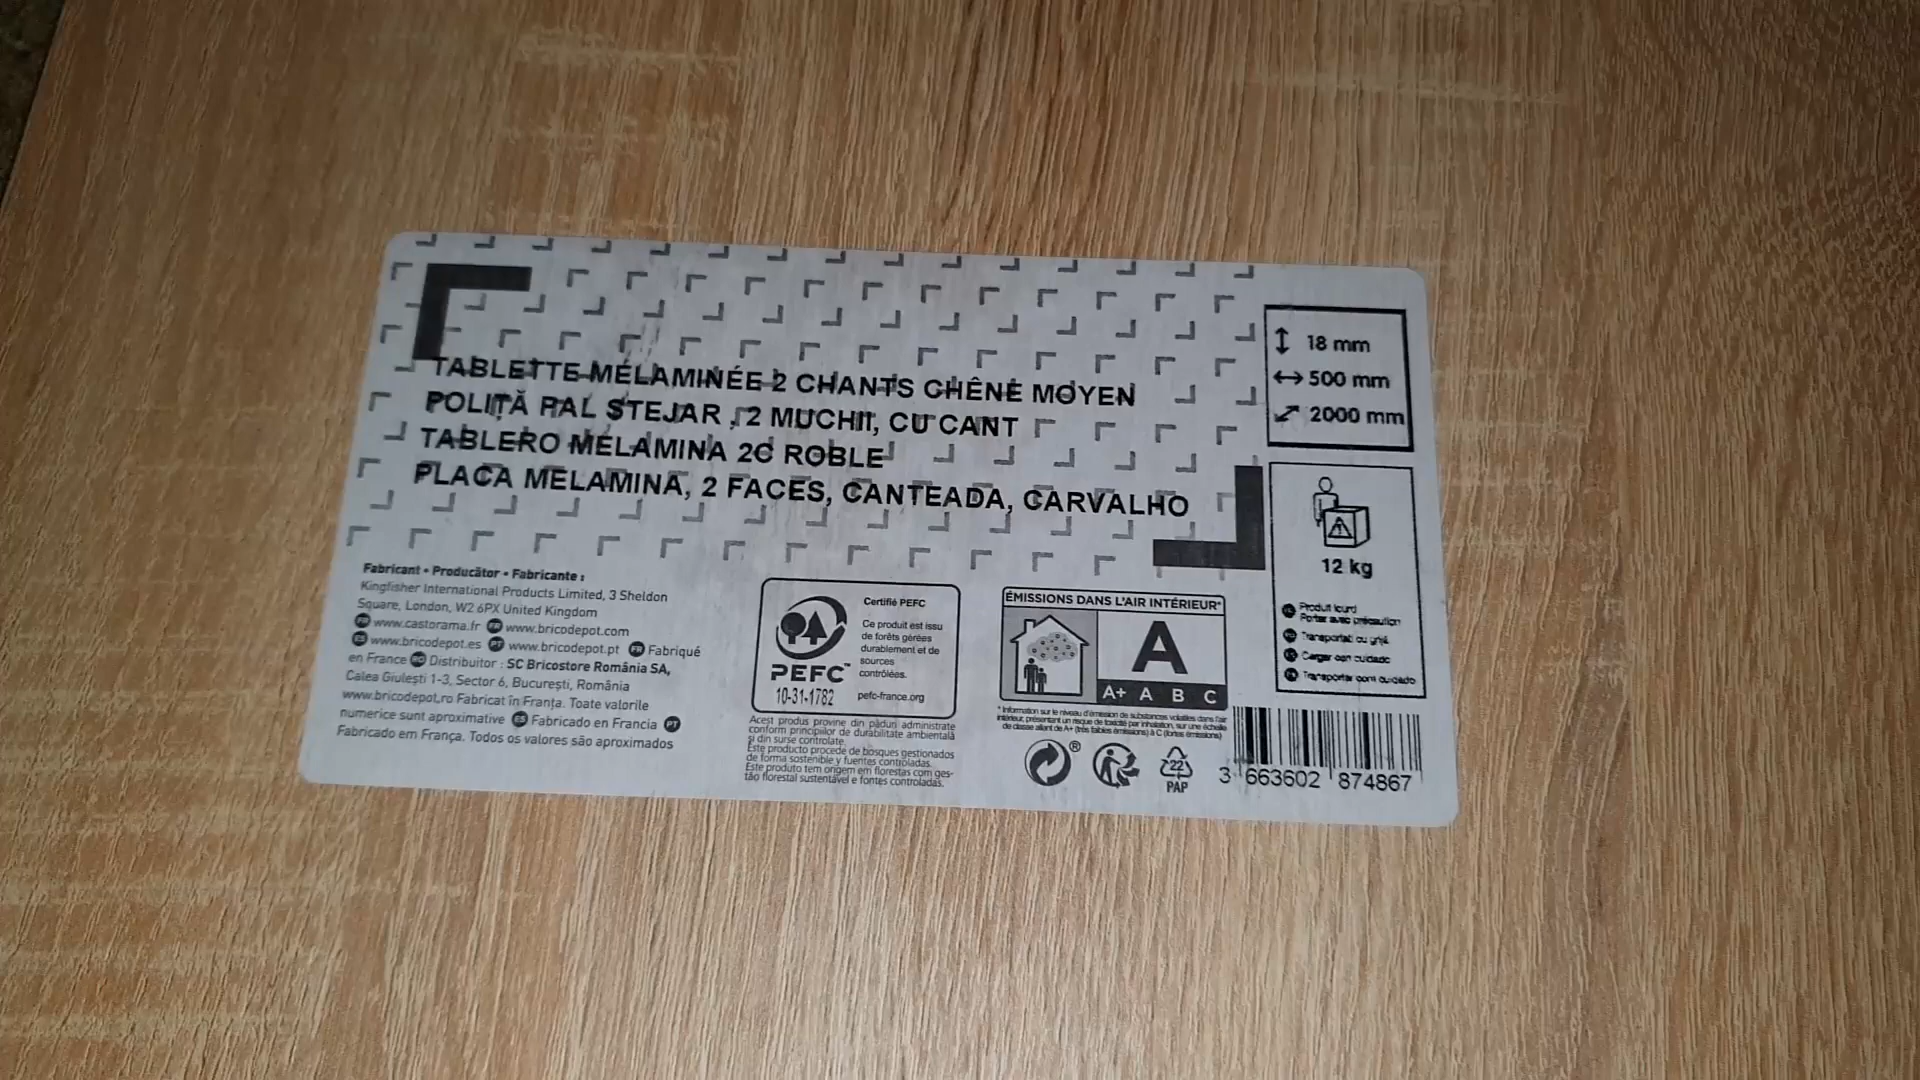 TABLETTE MÉLAMINÉE 2 CHANTS CHÊNE MOYEN
POLIȚĂ PAL STEJAR , 2 MUCHII, CU CANT
TABLERO MELAMINA 2C ROBLE
PLACA MELAMINA, 2 FACES, CANTEADA, CARVALHO
18 mm
500 mm
2000 mm
12 kg
FR Produit lourd
Porter avec précaution
RO Transportați cu grijă
ES Cargar con cuidado
PT Transportar com cuidado
Fabricant • Producător • Fabricante :
Kingfisher International Products Limited, 3 Sheldon
Square, London, W2 6PX United Kingdom
FR www.castorama.fr FR www.bricodepot.com
ES www.bricodepot.es PT www.bricodepot.pt FR Fabriqué
en France RO Distribuitor : SC Bricostore România SA,
Calea Giulești 1-3, Sector 6, București, România
www.bricodepot.ro Fabricat în Franța. Toate valorile
numerice sunt aproximative ES Fabricado en Francia PT
Fabricado em França. Todos os valores são aproximados
PEFC™
10-31-1782
Certifié PEFC
Ce produit est issu
de forêts gérées
durablement et de
sources
contrôlées.
pefc-france.org
Acest produs provine din păduri administrate
conform principiilor de durabilitate ambientală
și din surse controlate.
Este producto procede de bosques gestionados
de forma sostenible y fuentes controladas.
Este produto tem origem em florestas com ges-
tão florestal sustentável e fontes controladas.
ÉMISSIONS DANS L'AIR INTÉRIEUR*
A
A+ A B C
* Information sur le niveau d'émission de substances volatiles dans l'air
intérieur, présentant un risque de toxicité par inhalation, sur une échelle
de classe allant de A+ (très faibles émissions) à C (fortes émissions)
®
22
PAP
3 663602 874867